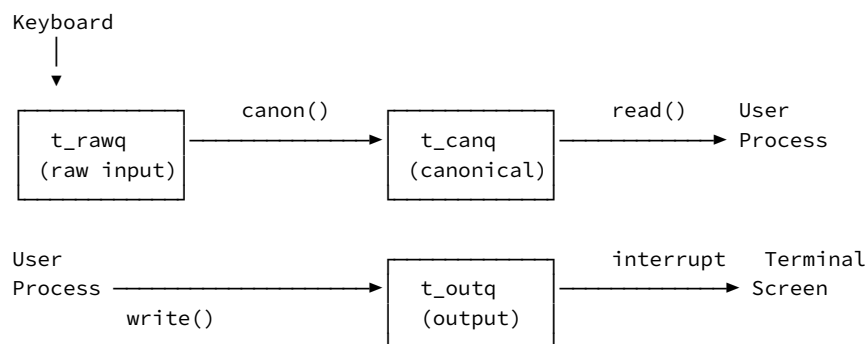 Keyboard
canon() read() User
t_rawq t_canq Process
(raw input) (canonical)
User interrupt Terminal
Process t_outq Screen
write() (output)